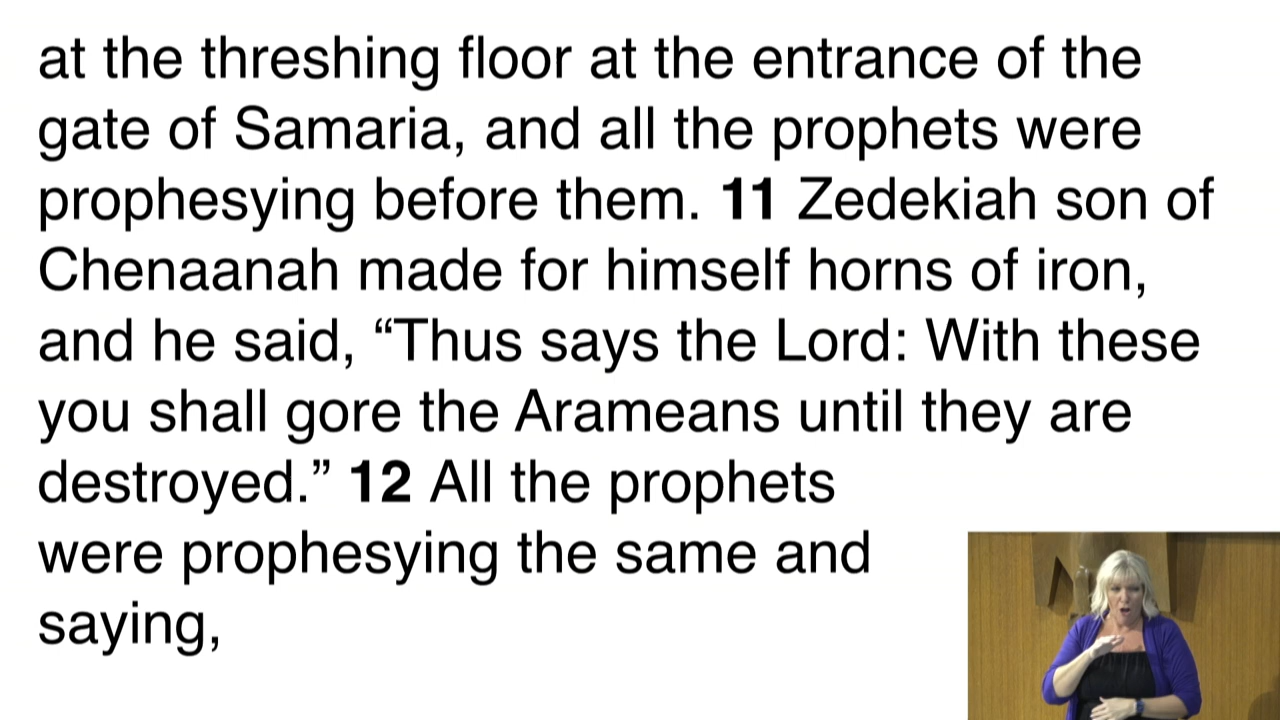 at the threshing floor at the entrance of the
gate of Samaria, and all the prophets were
prophesying before them. 11 Zedekiah son of
Chenaanah made for himself horns of iron,
and he said, “Thus says the Lord: With these
you shall gore the Arameans until they are
destroyed.” 12 All the prophets
were prophesying the same and
saying,